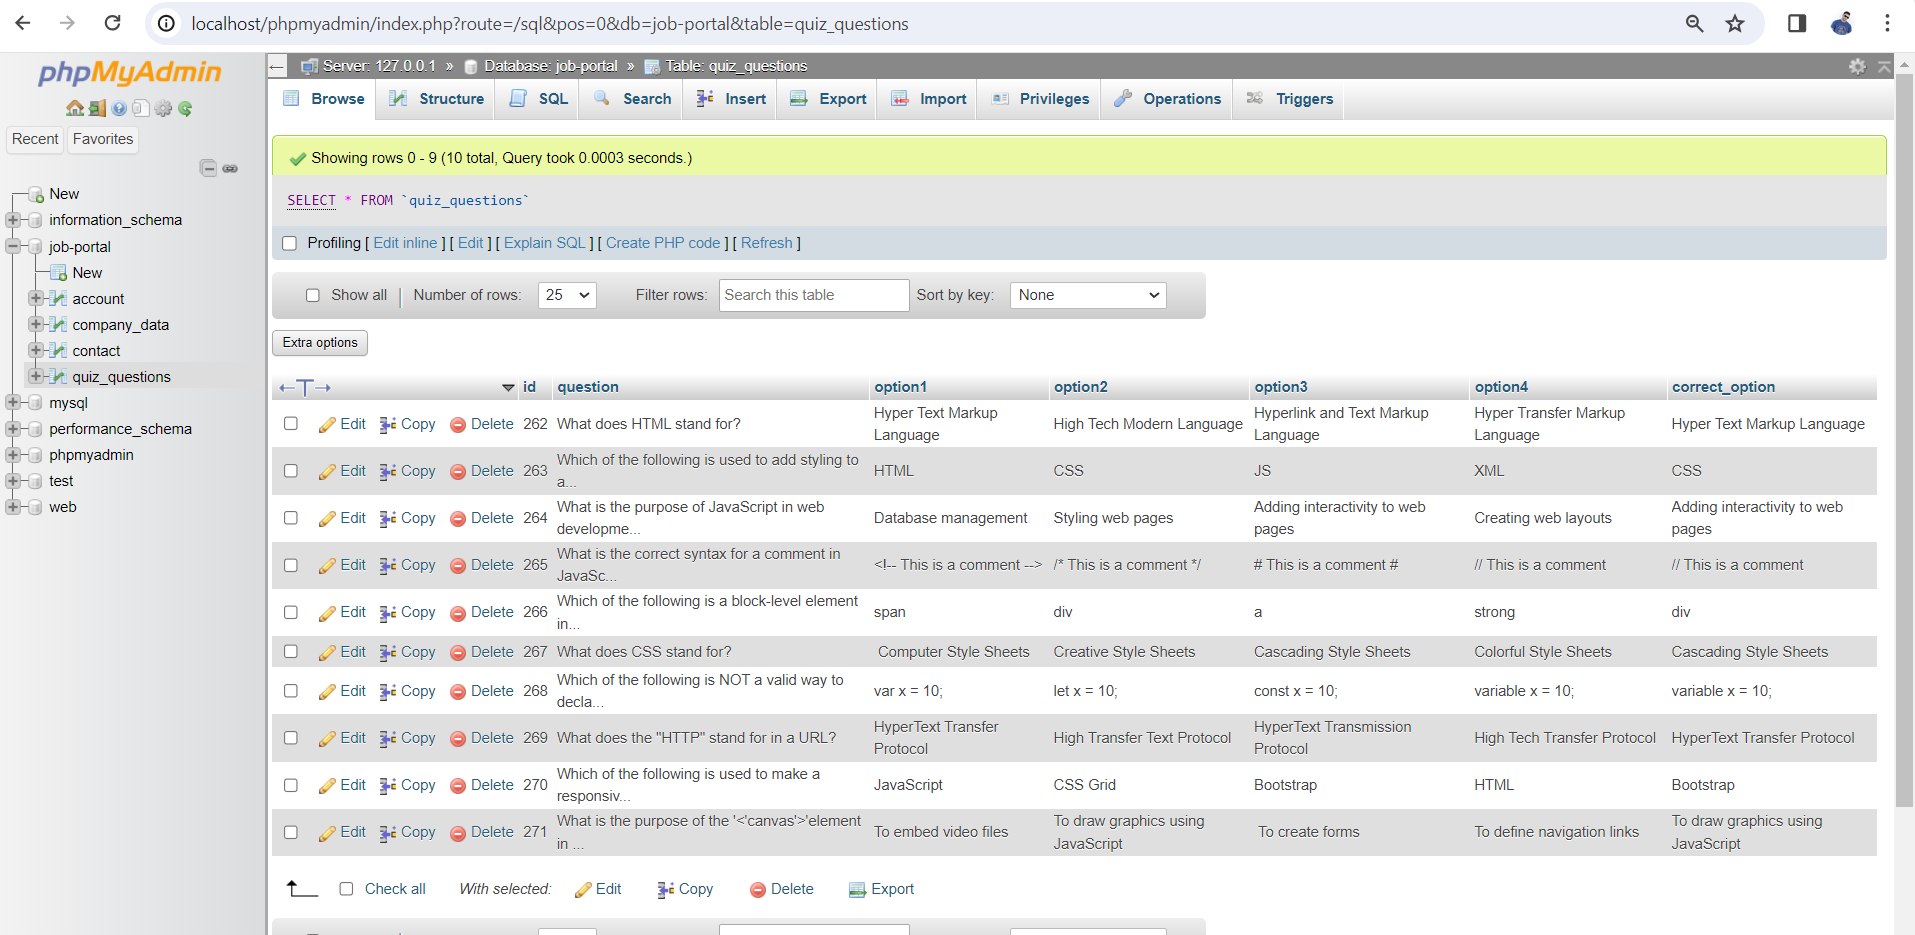 localhost/phpmyadmin/index.php?route=/sql&pos=0&db=job-portal&table=quiz_questions
phpMyAdmin
Recent Favorites
New
information_schema
job-portal
New
account
company_data
contact
quiz_questions
mysql
performance_schema
phpmyadmin
test
web
Server: 127.0.0.1 » Database: job-portal » Table: quiz_questions
Browse Structure SQL Search Insert Export Import Privileges Operations Triggers
Showing rows 0 - 9 (10 total, Query took 0.0003 seconds.)
SELECT * FROM `quiz_questions`
Profiling [ Edit inline ] [ Edit ] [ Explain SQL ] [ Create PHP code ] [ Refresh ]
Show all Number of rows: 25 Filter rows: Search this table Sort by key: None
Extra options
id question option1 option2 option3 option4 correct_option
Edit Copy Delete 262 What does HTML stand for? Hyper Text Markup Language High Tech Modern Language Hyperlink and Text Markup Language Hyper Transfer Markup Language Hyper Text Markup Language
Edit Copy Delete 263 Which of the following is used to add styling to a... HTML CSS JS XML CSS
Edit Copy Delete 264 What is the purpose of JavaScript in web developme... Database management Styling web pages Adding interactivity to web pages Creating web layouts Adding interactivity to web pages
Edit Copy Delete 265 What is the correct syntax for a comment in JavaSc... <!-- This is a comment --> /* This is a comment */ # This is a comment # // This is a comment // This is a comment
Edit Copy Delete 266 Which of the following is a block-level element in... span div a strong div
Edit Copy Delete 267 What does CSS stand for? Computer Style Sheets Creative Style Sheets Cascading Style Sheets Colorful Style Sheets Cascading Style Sheets
Edit Copy Delete 268 Which of the following is NOT a valid way to decla... var x = 10; let x = 10; const x = 10; variable x = 10; variable x = 10;
Edit Copy Delete 269 What does the "HTTP" stand for in a URL? HyperText Transfer Protocol High Transfer Text Protocol HyperText Transmission Protocol High Tech Transfer Protocol HyperText Transfer Protocol
Edit Copy Delete 270 Which of the following is used to make a responsiv... JavaScript CSS Grid Bootstrap HTML Bootstrap
Edit Copy Delete 271 What is the purpose of the '<'canvas'>'element in ... To embed video files To draw graphics using JavaScript To create forms To define navigation links To draw graphics using JavaScript
Check all With selected: Edit Copy Delete Export